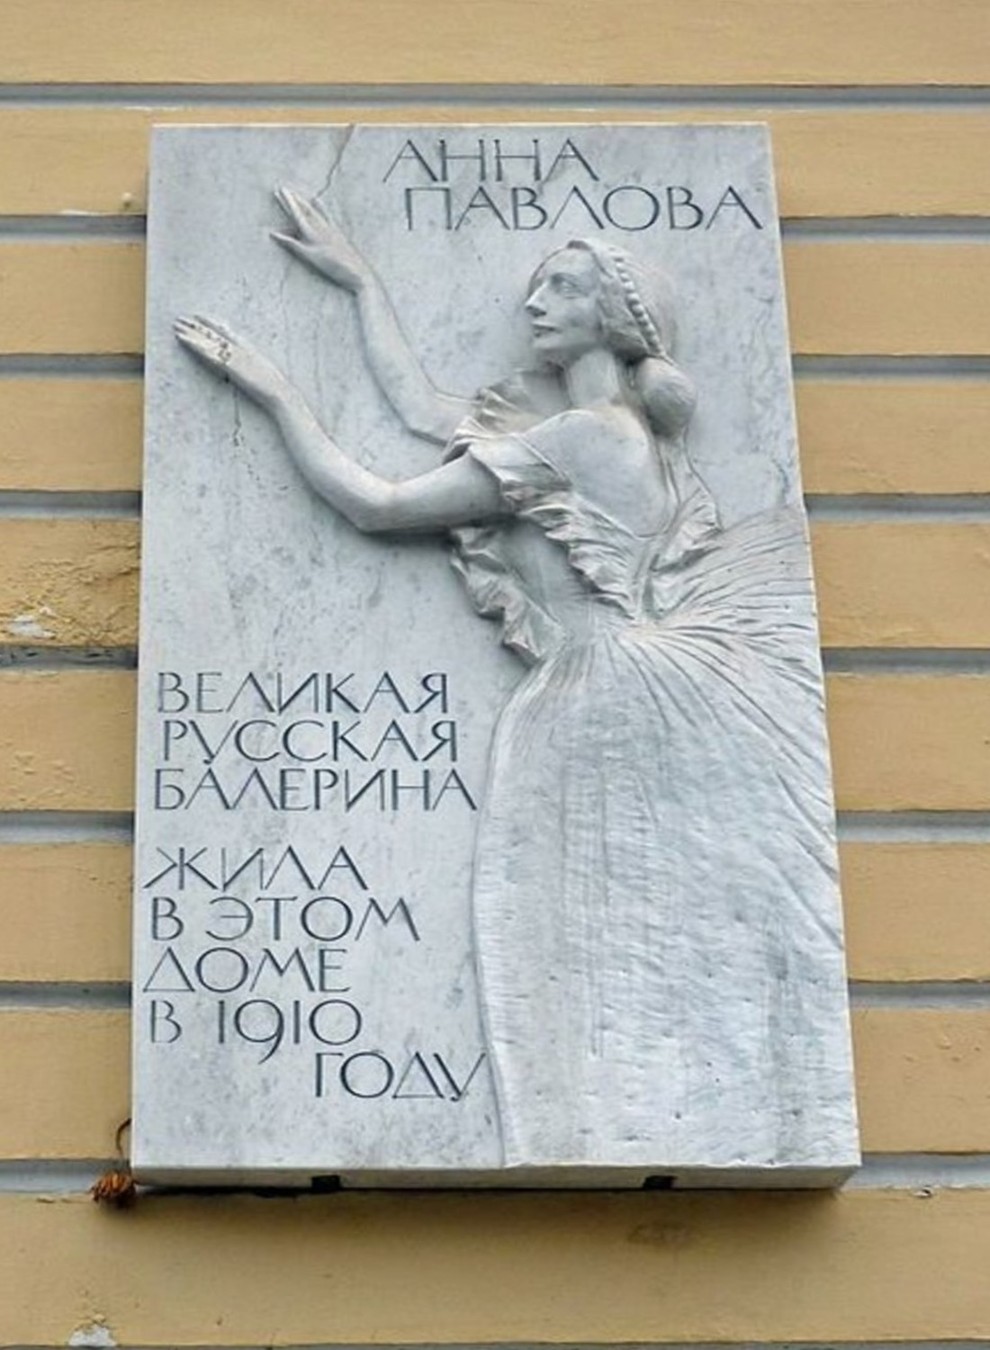 АННА
ПАВЛОВА
ВЕЛИКАЯ
РУССКАЯ
БАЛЕРИНА
ЖИЛА
В ЭТОМ
ДОМЕ
В 1910
ГОДУ